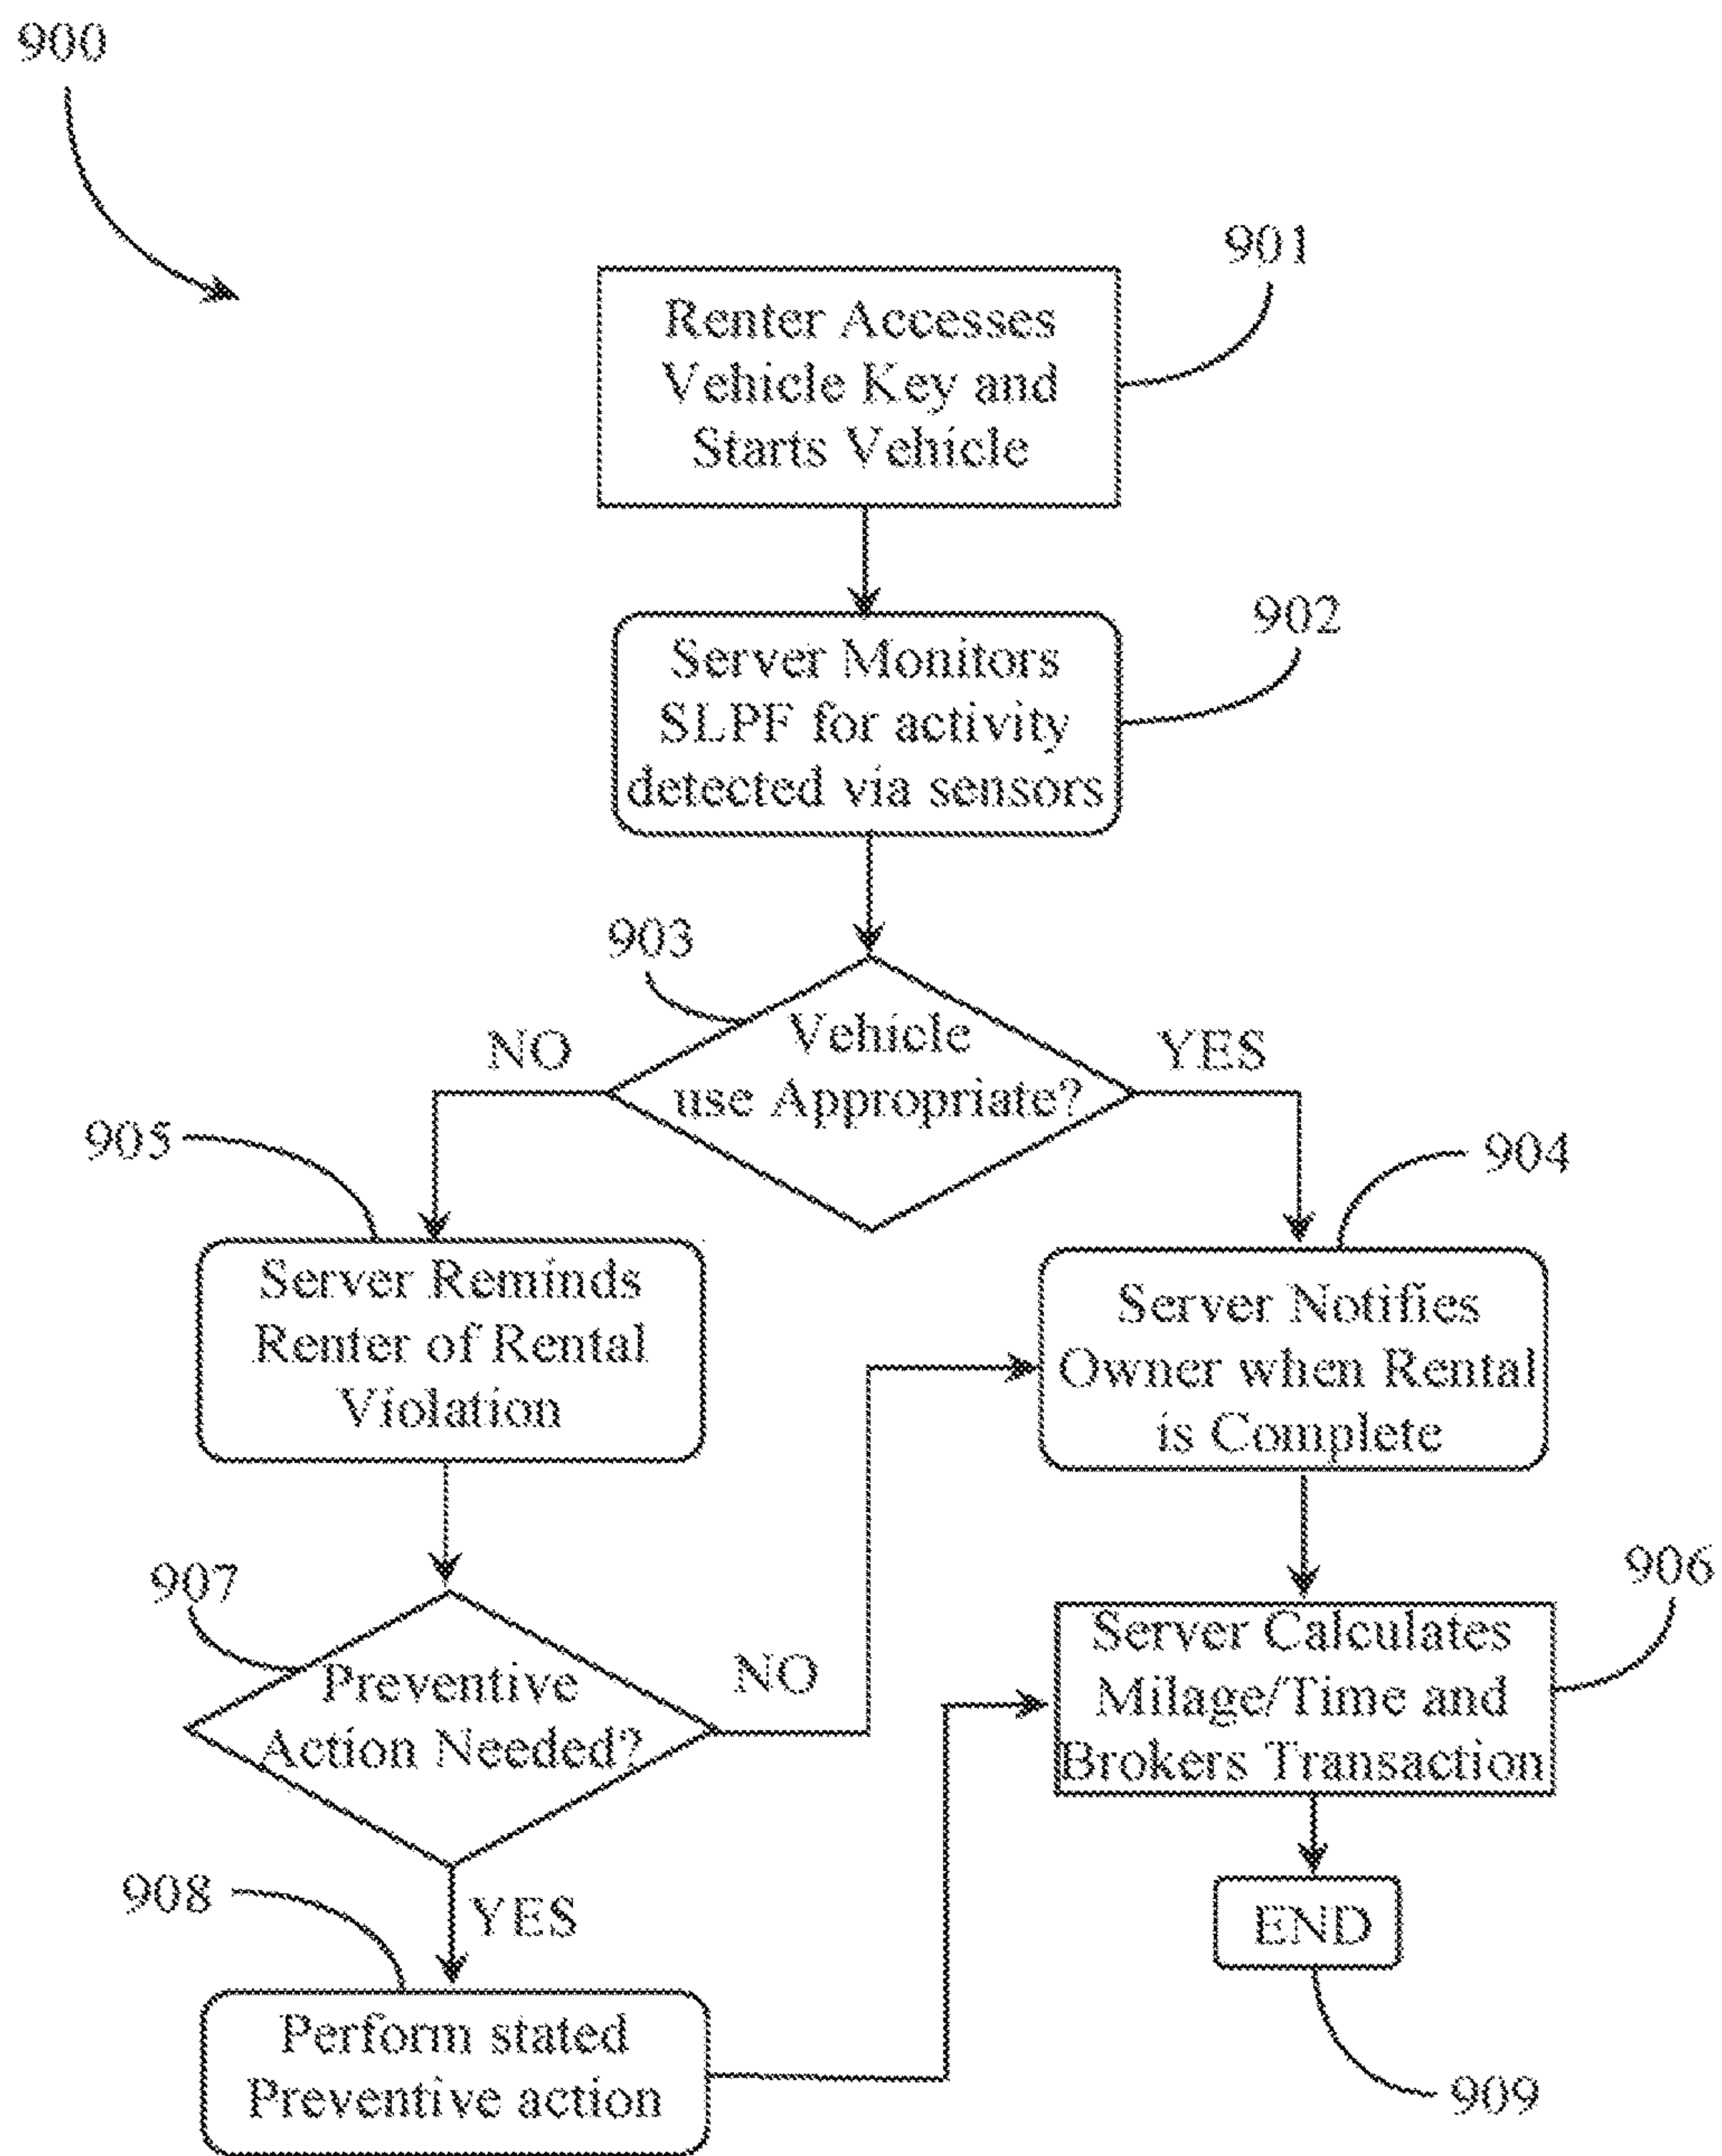 900
901
Renter Accesses
Vehicle Key and
Starts Vehicle
902
Server Monitors
SLPF for activity
detected via sensors
903
Vehicle
use Appropriate?
NO
YES
905
904
Server Reminds
Renter of Rental
Violation
Server Notifies
Owner when Rental
is Complete
907
Preventive
Action Needed?
NO
906
Server Calculates
Milage/Time and
Brokers Transaction
908
YES
END
Perform stated
Preventive action
909